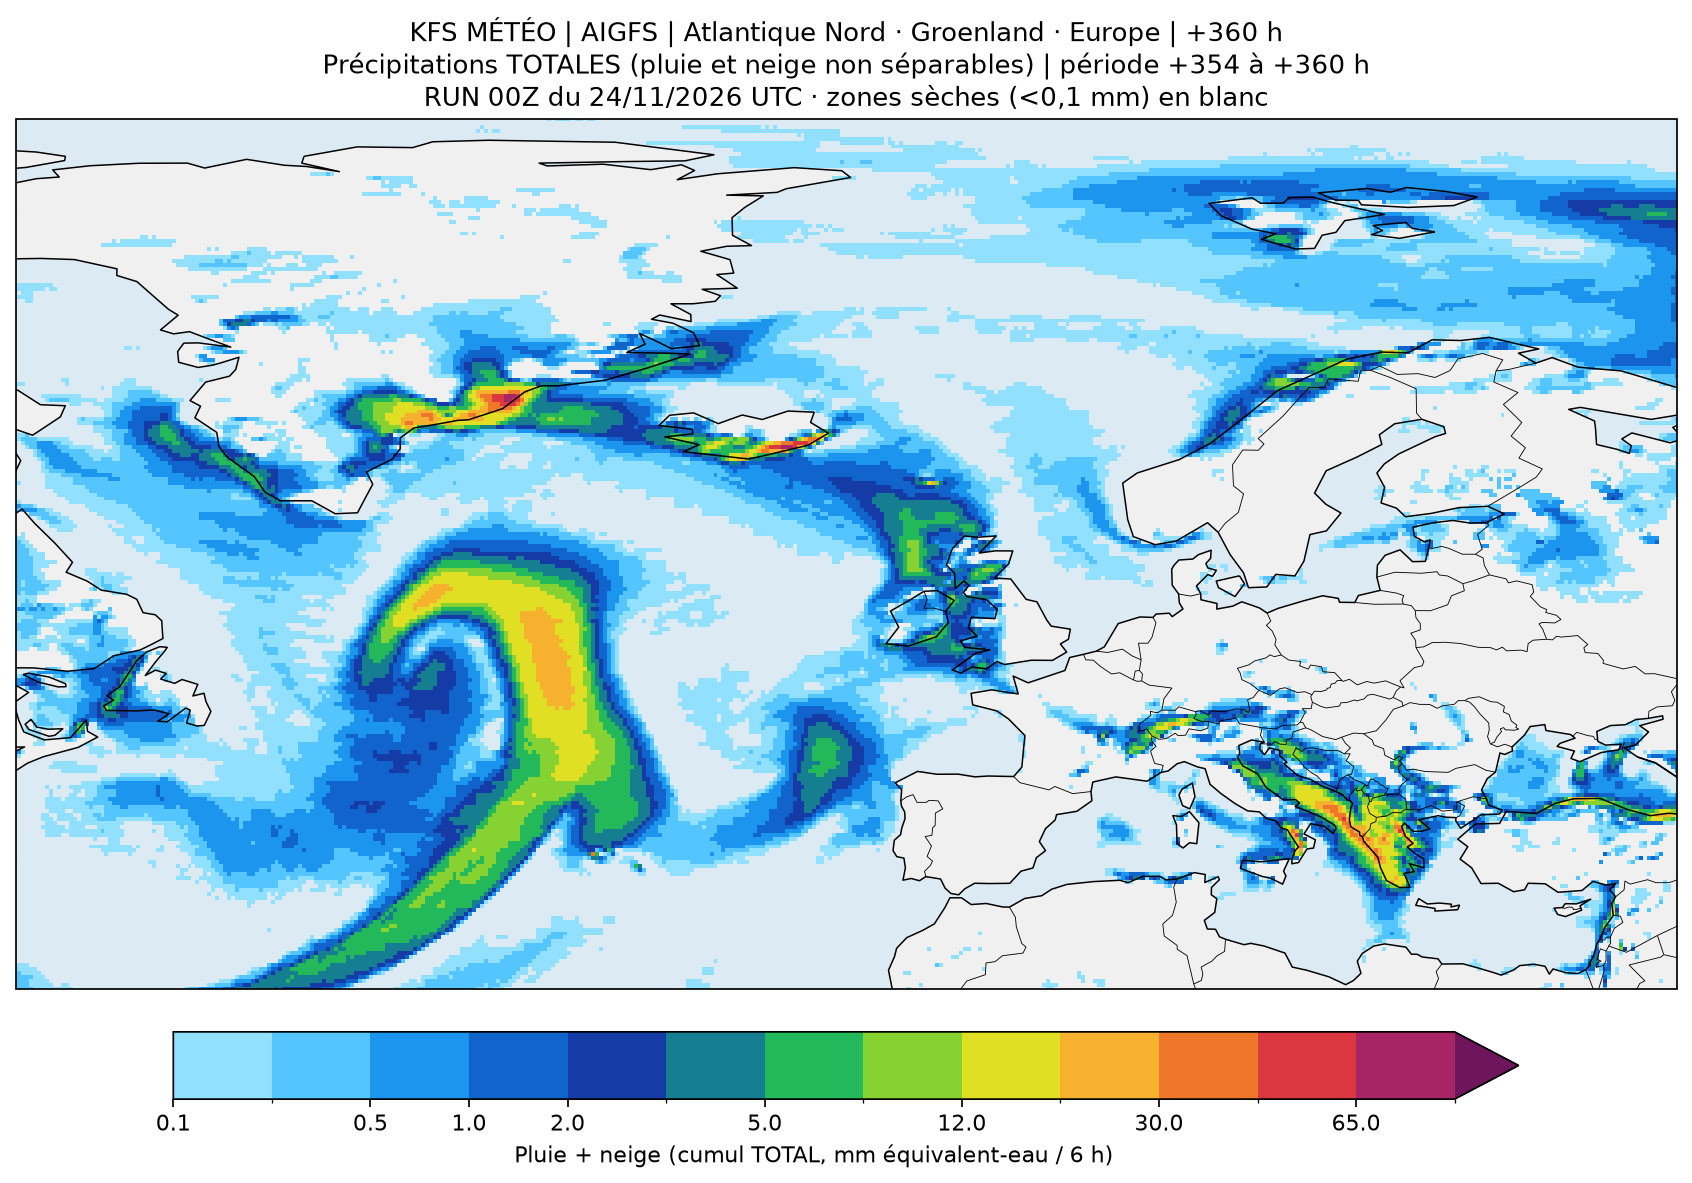 KFS MÉTÉO | AIGFS | Atlantique Nord · Groenland · Europe | +360 h
Précipitations TOTALES (pluie et neige non séparables) | période +354 à +360 h
RUN 00Z du 24/11/2026 UTC · zones sèches (<0,1 mm) en blanc
0.1 0.5 1.0 2.0 5.0 12.0 30.0 65.0
Pluie + neige (cumul TOTAL, mm équivalent-eau / 6 h)